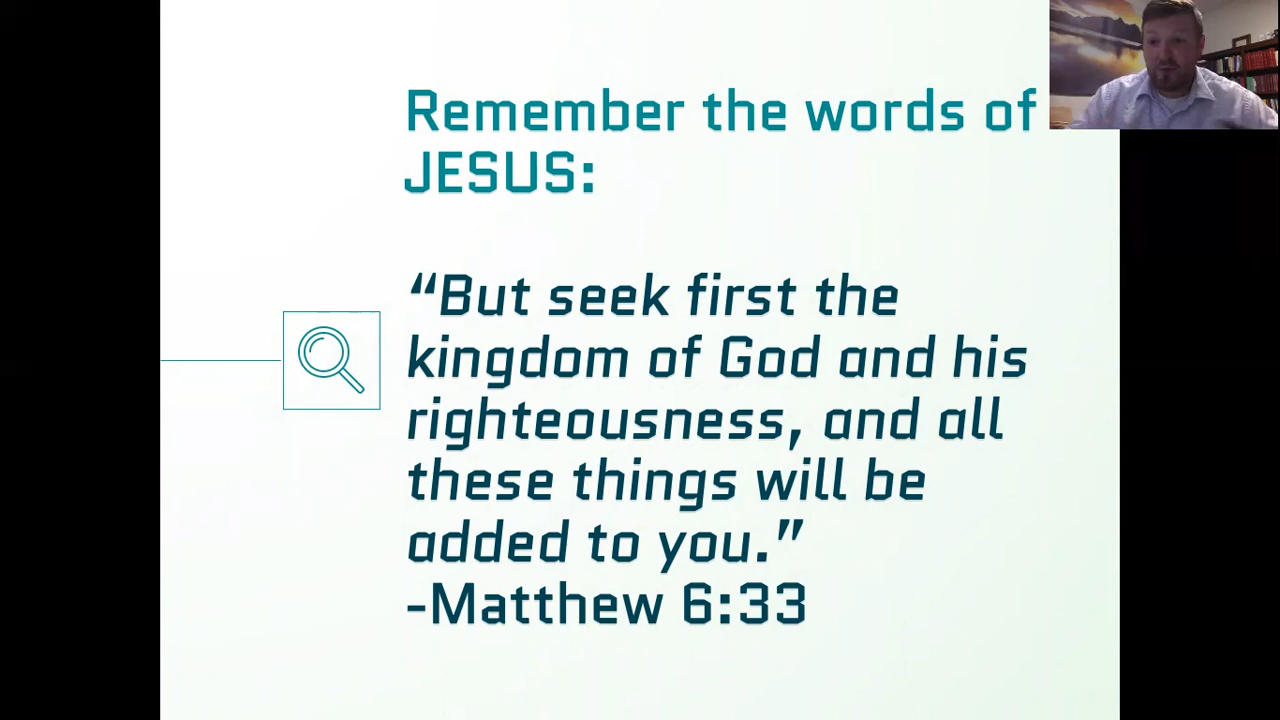 Remember the words of
JESUS:
“But seek first the
kingdom of God and his
righteousness, and all
these things will be
added to you.”
-Matthew 6:33